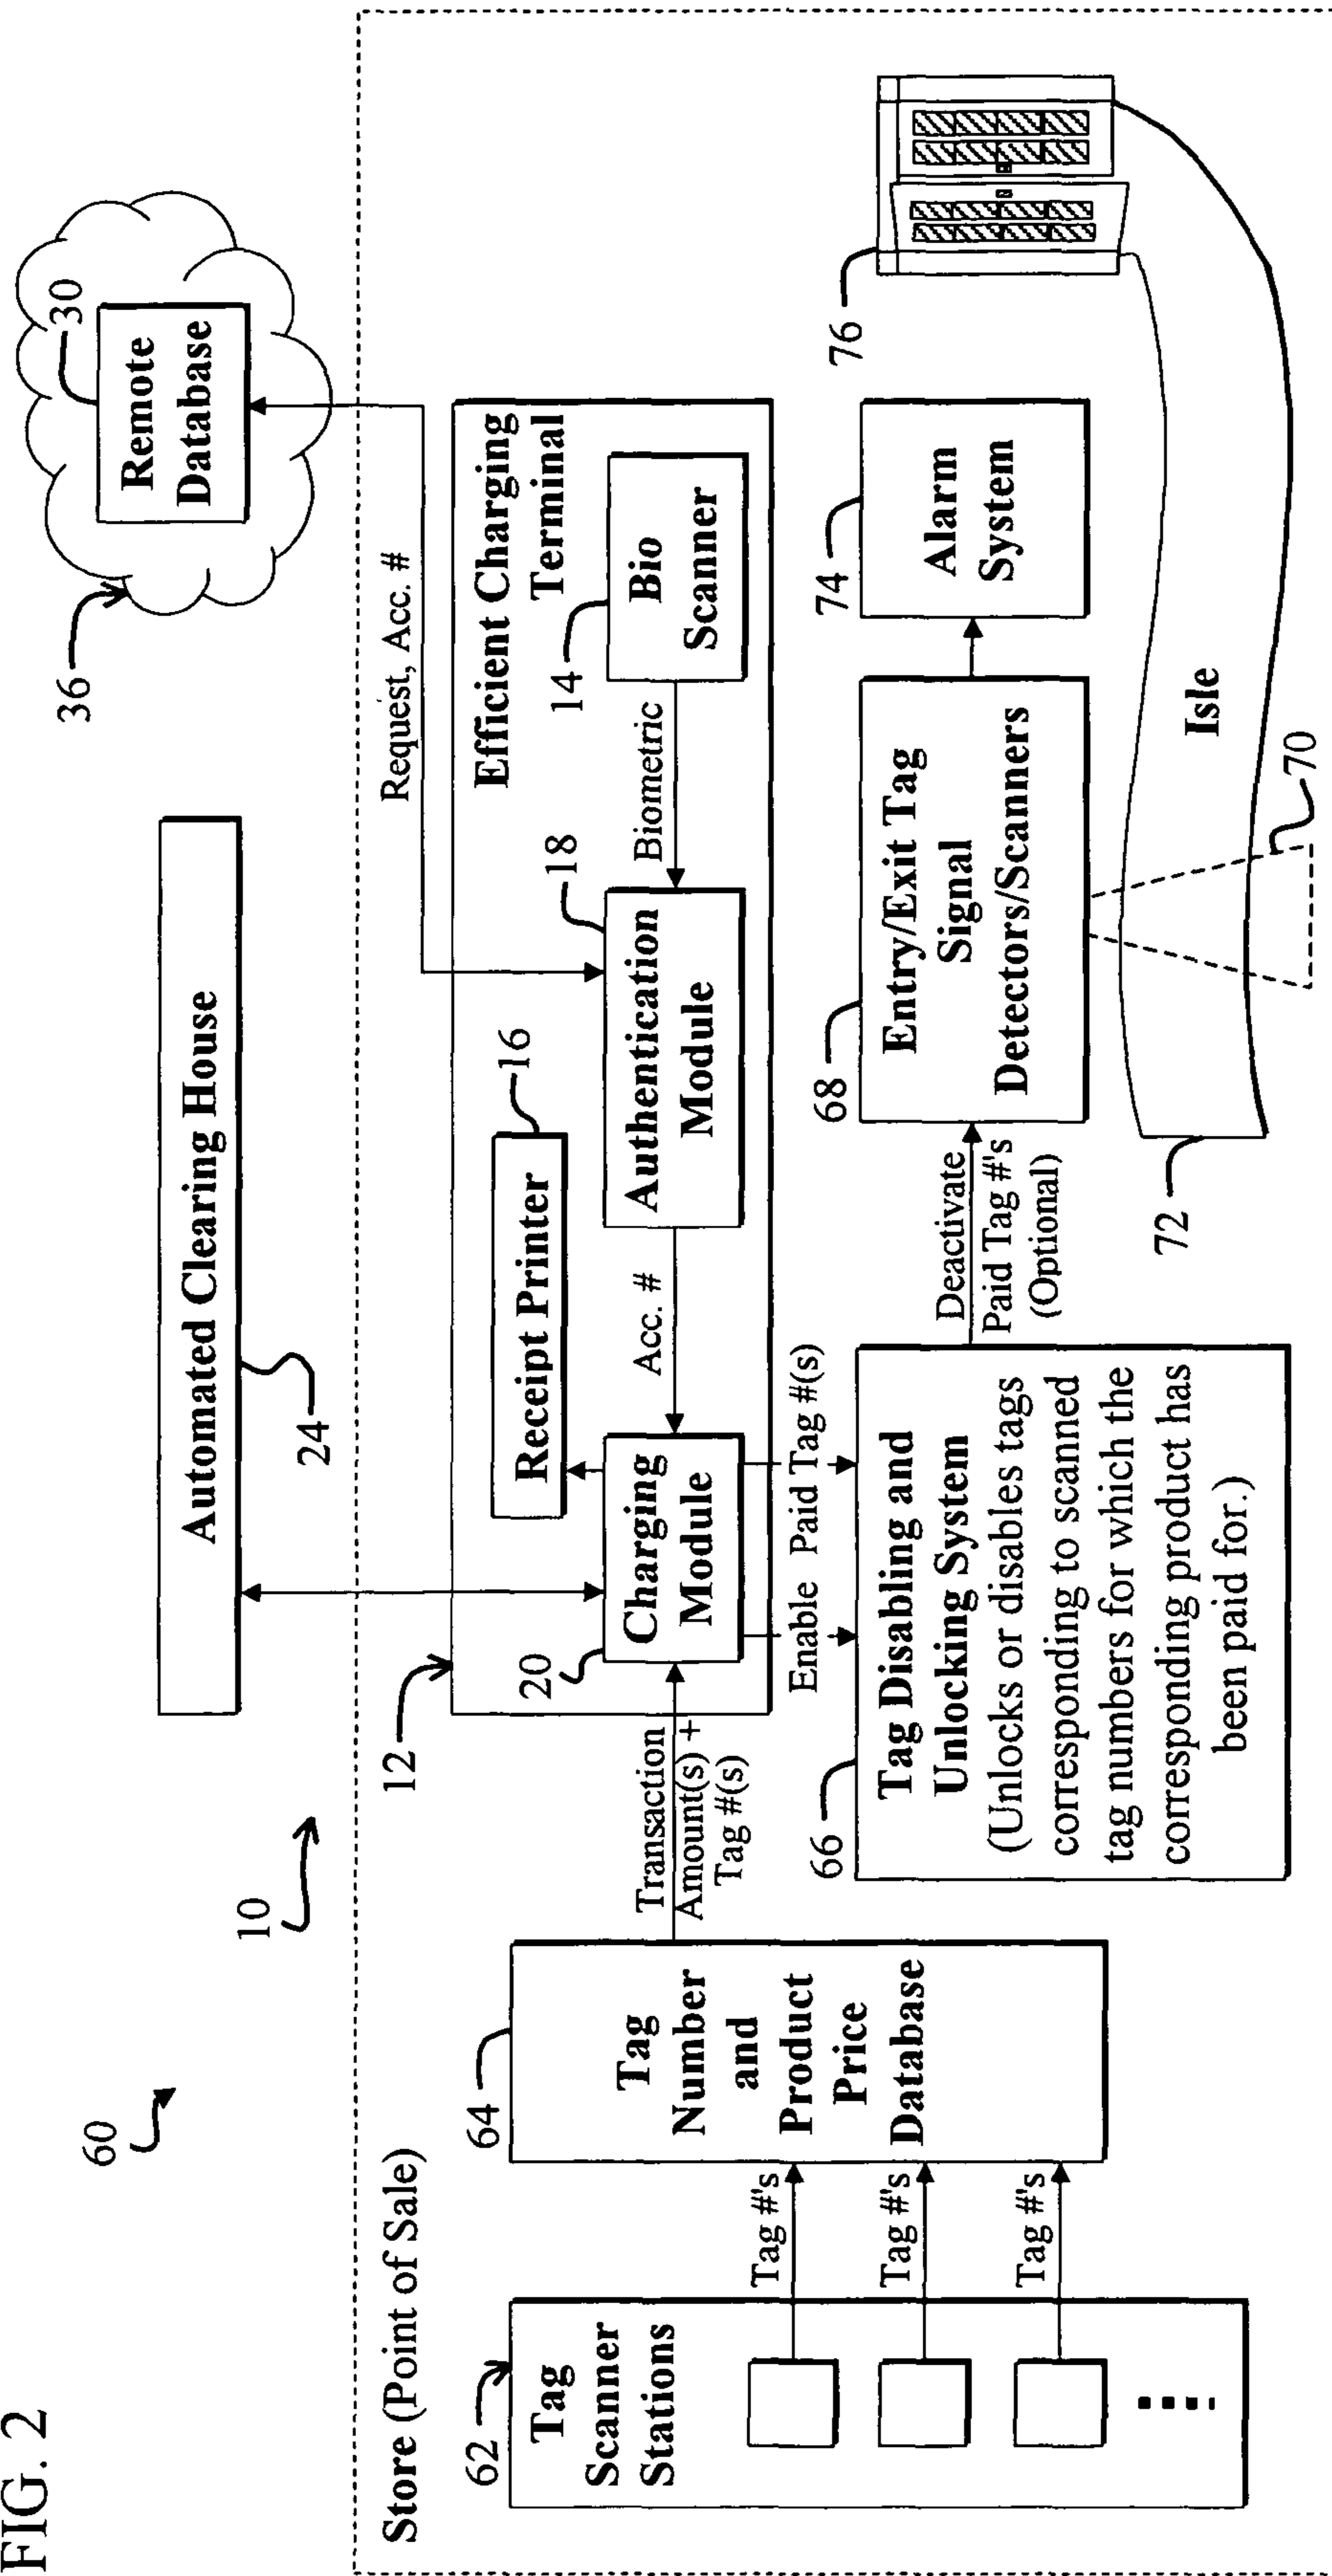 FIG. 2
60
10
Automated Clearing House
24
36
30
Remote
Database
Store (Point of Sale)
12
Request, Acc. #
Efficient Charging
Terminal
62
Tag
Scanner
Stations
Tag #'s
Tag #'s
Tag #'s
64
Tag
Number
and
Product
Price
Database
Transaction
Amount(s) +
Tag #(s)
20
Charging
Module
Receipt Printer
16
Acc. #
18
Authentication
Module
Biometric
14
Bio
Scanner
Enable
Paid Tag #(s)
66
Tag Disabling and
Unlocking System
(Unlocks or disables tags
corresponding to scanned
tag numbers for which the
corresponding product has
been paid for.)
Deactivate
Paid Tag #'s
(Optional)
68
Entry/Exit Tag
Signal
Detectors/Scanners
74
Alarm
System
76
72
Isle
70